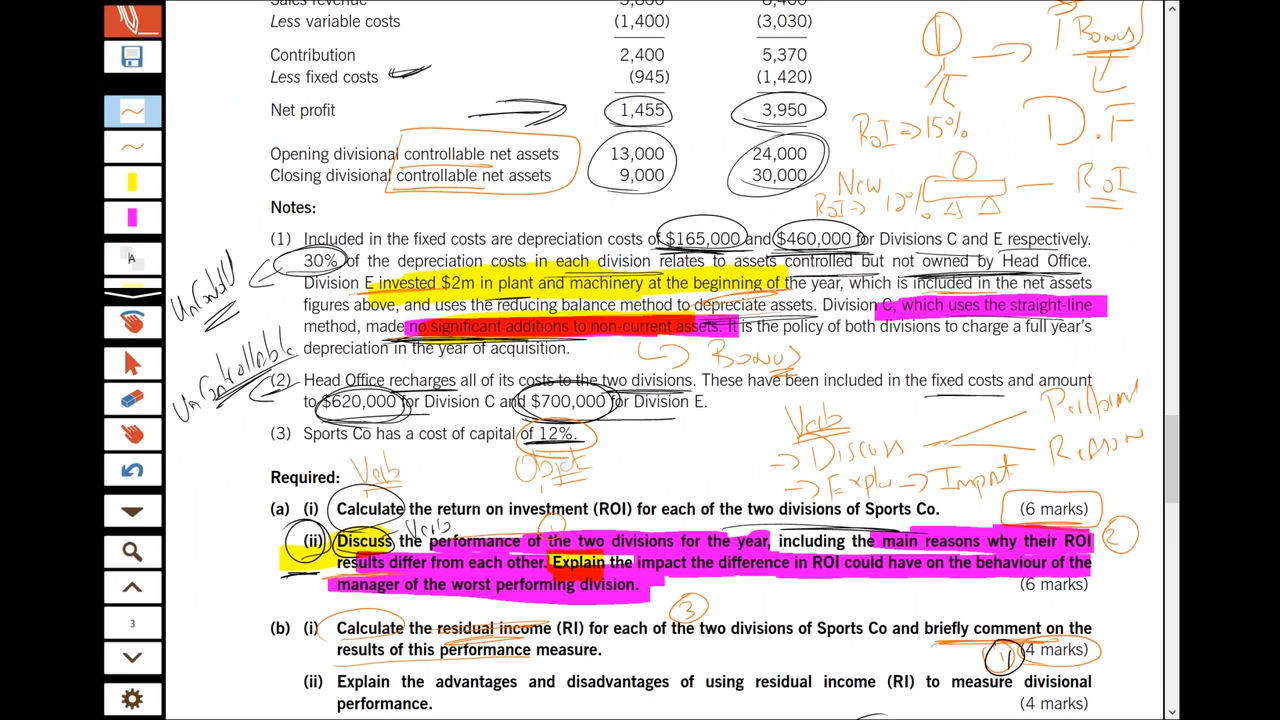 Less variable costs (1,400) (3,030)
Contribution 2,400 5,370
Less fixed costs (945) (1,420)
Net profit 1,455 3,950
Opening divisional controllable net assets 13,000 24,000
Closing divisional controllable net assets 9,000 30,000
Bonus
RoI ⇒ 15% D.F
New
RoI ⇒ 12% RoI
Notes:
(1) Included in the fixed costs are depreciation costs of $165,000 and $460,000 for Divisions C and E respectively.
30% of the depreciation costs in each division relates to assets controlled but not owned by Head Office.
Division E invested $2m in plant and machinery at the beginning of the year, which is included in the net assets
figures above, and uses the reducing balance method to depreciate assets. Division C, which uses the straight-line
method, made no significant additions to non-current assets. It is the policy of both divisions to charge a full year's
depreciation in the year of acquisition.
Bonus
UnControllable
(2) Head Office recharges all of its costs to the two divisions. These have been included in the fixed costs and amount
to $620,000 for Division C and $700,000 for Division E.
(3) Sports Co has a cost of capital of 12%.
Verb
→ Discuss
Reason
Required:
Verb Object
(a) (i) Calculate the return on investment (ROI) for each of the two divisions of Sports Co. (6 marks)
(ii) Discuss the performance of the two divisions for the year, including the main reasons why their ROI
results differ from each other. Explain the impact the difference in ROI could have on the behaviour of the
manager of the worst performing division. (6 marks)
1
2
3
(b) (i) Calculate the residual income (RI) for each of the two divisions of Sports Co and briefly comment on the
results of this performance measure. (4 marks)
(ii) Explain the advantages and disadvantages of using residual income (RI) to measure divisional
performance. (4 marks)
A
3